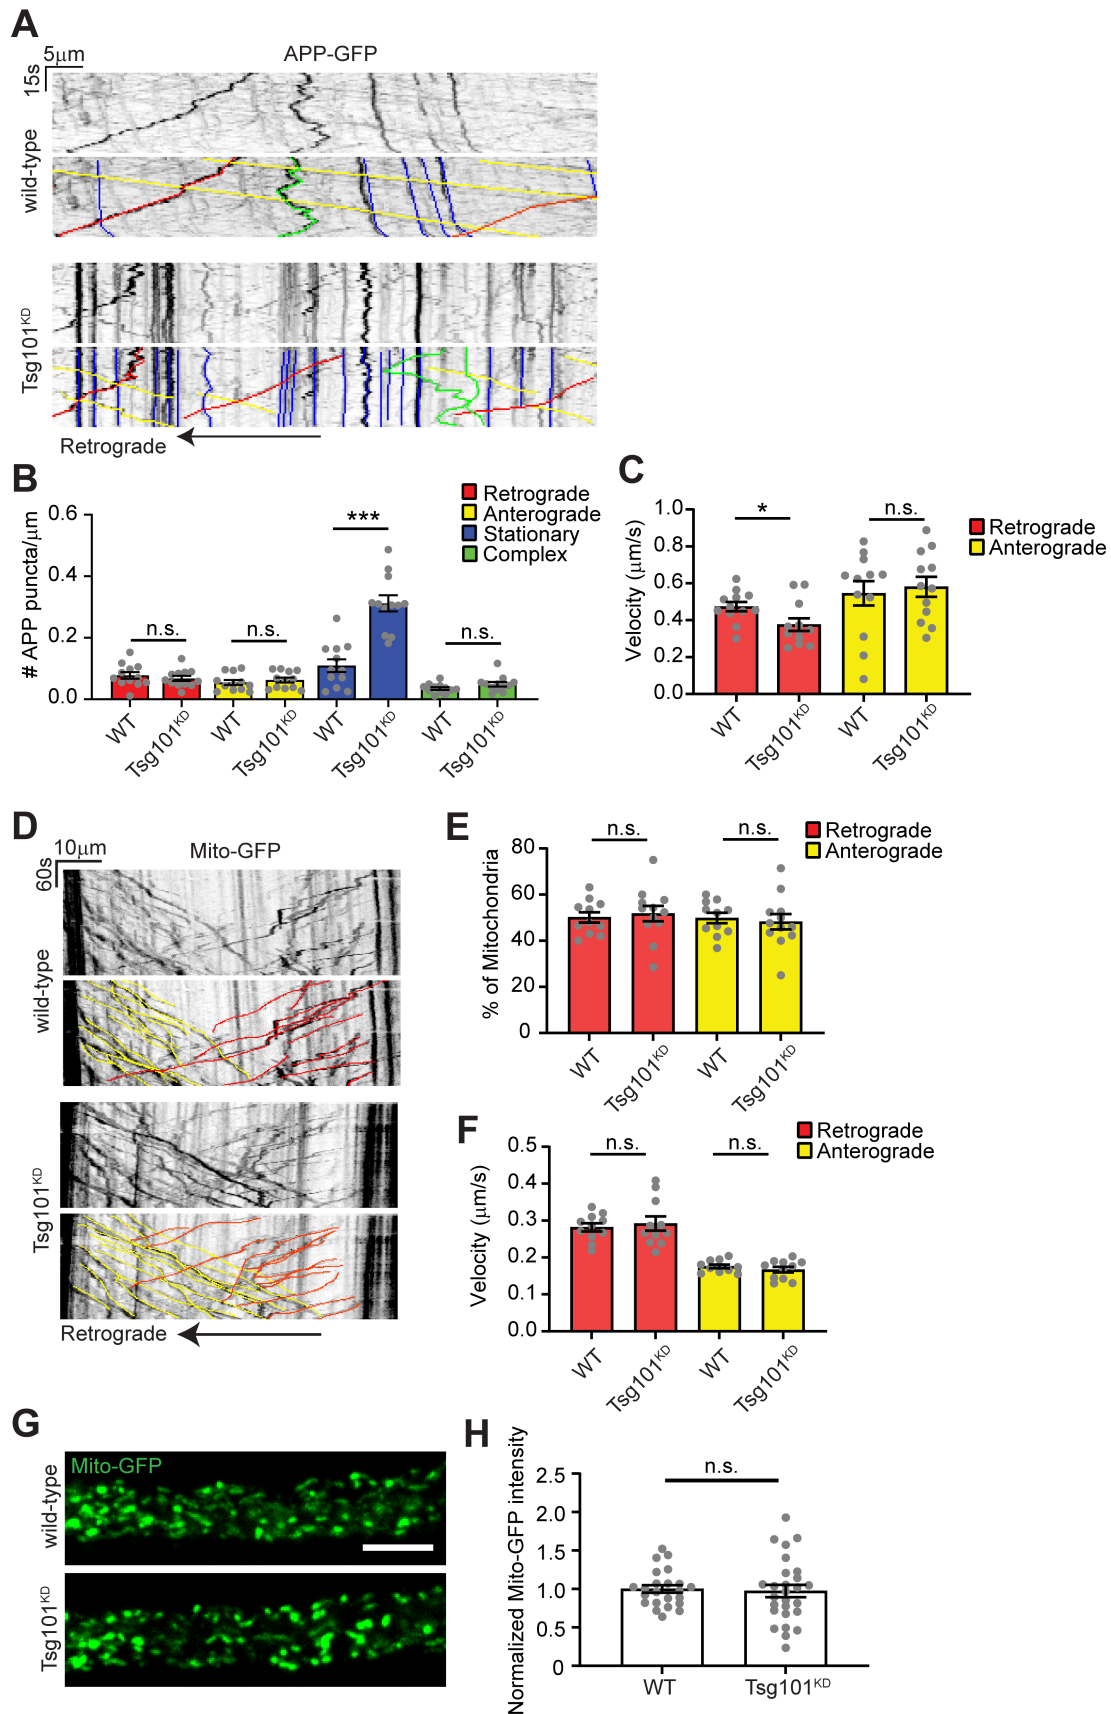 A
5μm
15s
APP-GFP
wild-type
Tsg101KD
Retrograde
B
# APP puncta/μm
0.6
0.4
0.2
0.0
n.s.
n.s.
***
n.s.
Retrograde
Anterograde
Stationary
Complex
WT
Tsg101KD
WT
Tsg101KD
WT
Tsg101KD
WT
Tsg101KD
C
Velocity (μm/s)
1.0
0.8
0.6
0.4
0.2
0.0
*
n.s.
Retrograde
Anterograde
WT
Tsg101KD
WT
Tsg101KD
D
10μm
60s
Mito-GFP
wild-type
Tsg101KD
Retrograde
E
% of Mitochondria
80
60
40
20
0
n.s.
n.s.
Retrograde
Anterograde
WT
Tsg101KD
WT
Tsg101KD
F
Velocity (μm/s)
0.5
0.4
0.3
0.2
0.1
0.0
n.s.
n.s.
Retrograde
Anterograde
WT
Tsg101KD
WT
Tsg101KD
G
Mito-GFP
wild-type
Tsg101KD
H
Normalized Mito-GFP intensity
2.5
2.0
1.5
1.0
0.5
0
n.s.
WT
Tsg101KD